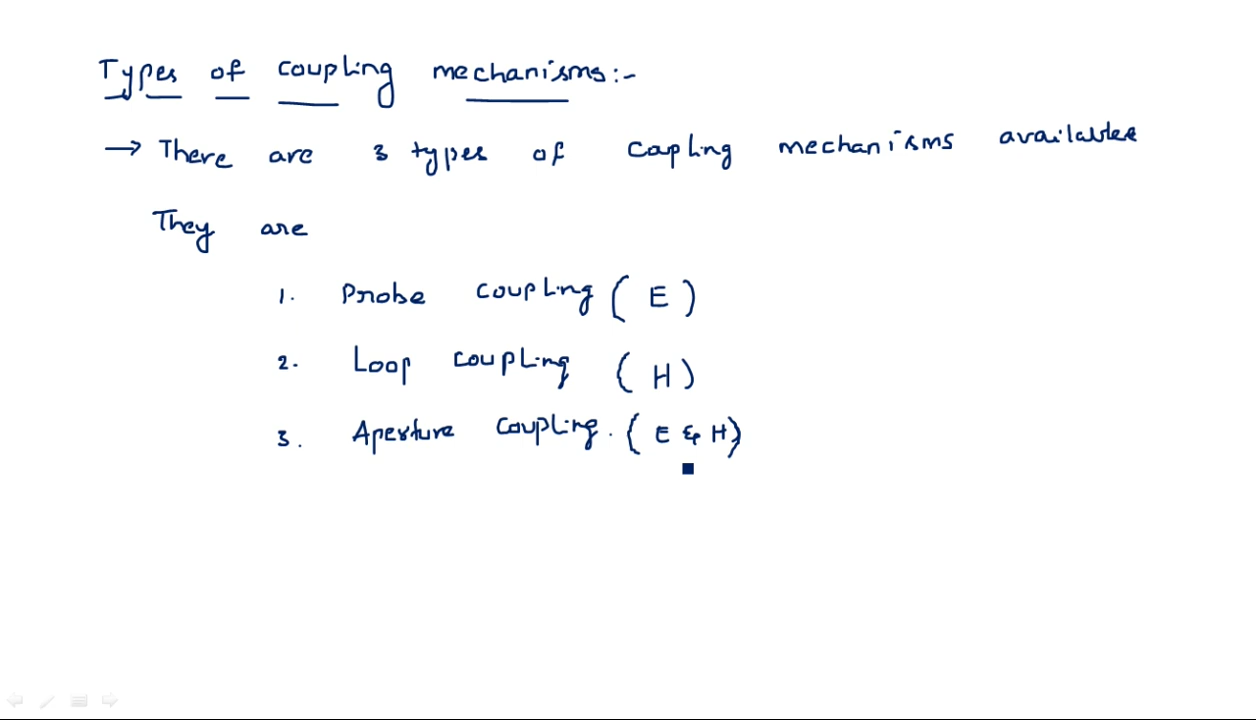 Types of coupling mechanisms:-
→ There are 3 types of capling mechanisms available
They are
1. Probe coupling ( E )
2. Loop coupling ( H )
3. Aperture coupling. ( E & H)